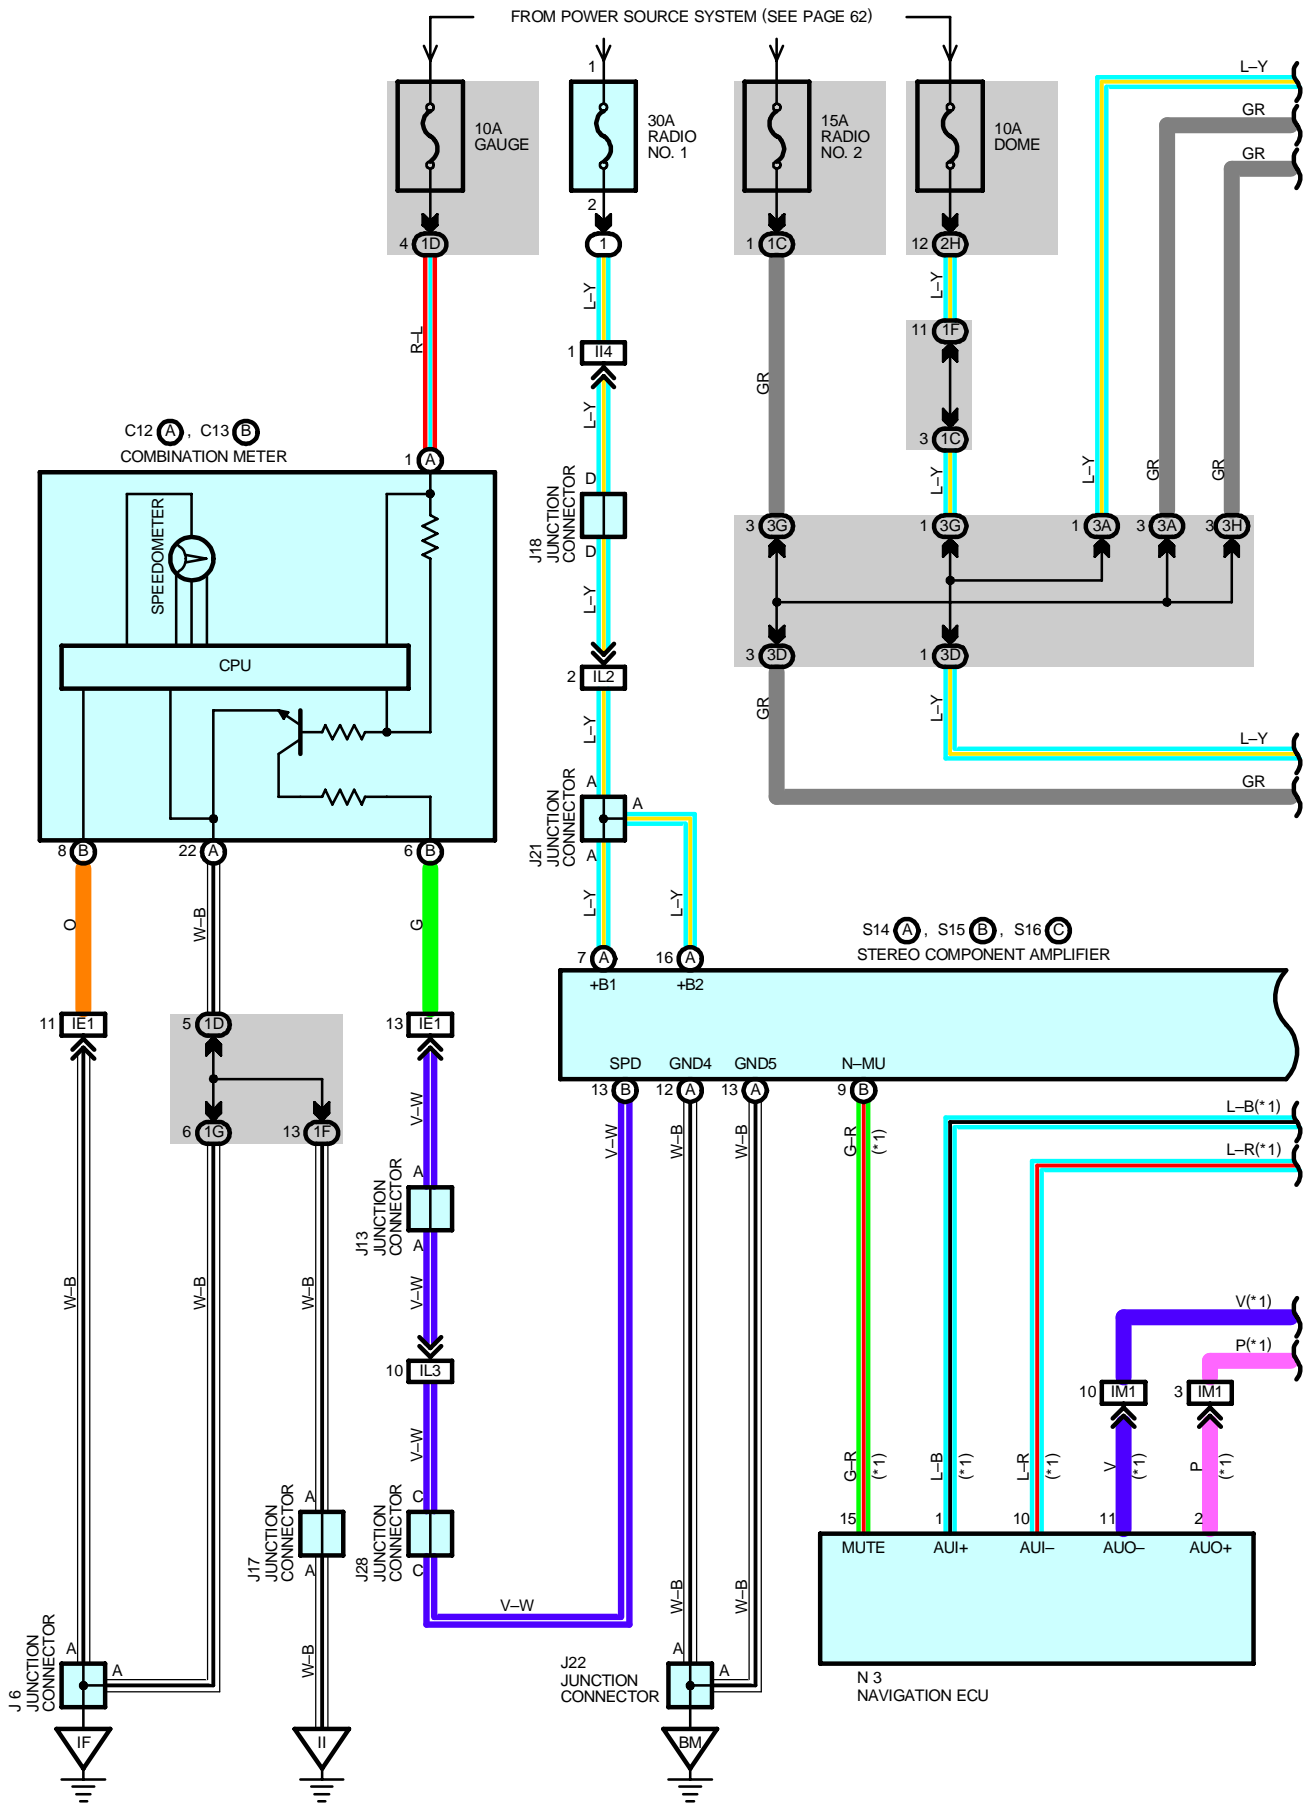 FROM POWER SOURCE SYSTEM (SEE PAGE 62)
L–Y
GR
GR
1
10A
GAUGE
30A
RADIO
NO. 1
15A
RADIO
NO. 2
10A
DOME
2
4 1D
1
1 1C
12 2H
R–L
L–Y
GR
L–Y
11 1F
1 II4
3 1C
L–Y
L–Y
L–Y
GR
GR
C12 A , C13 B
COMBINATION METER
1 A
D
J18
JUNCTION
CONNECTOR
D
3 3G
1 3G
1 3A
3 3A
3 3H
SPEEDOMETER
L–Y
CPU
2 IL2
3 3D
1 3D
L–Y
GR
L–Y
L–Y
GR
A
A
J21
JUNCTION
CONNECTOR
A
8 B
22 A
6 B
O
W–B
G
L–Y
L–Y
S14 A , S15 B , S16 C
STEREO COMPONENT AMPLIFIER
7 A
16 A
+B1
+B2
11 IE1
5 1D
13 IE1
SPD
GND4
GND5
N–MU
13 B
12 A
13 A
9 B
6 1G
13 1F
V–W
V–W
W–B
W–B
G–R
(*1)
L–B(*1)
L–R(*1)
A
J13
JUNCTION
CONNECTOR
A
W–B
W–B
W–B
V–W
V(*1)
P(*1)
10 IL3
10 IM1
3 IM1
V–W
G–R
(*1)
L–B
(*1)
L–R
(*1)
V
(*1)
P
(*1)
A
J17
JUNCTION
CONNECTOR
A
C
J28
JUNCTION
CONNECTOR
C
15
1
10
11
2
MUTE
AUI+
AUI–
AUO–
AUO+
V–W
W–B
W–B
W–B
A
A
J 6
JUNCTION
CONNECTOR
J22
JUNCTION
CONNECTOR
A
A
N 3
NAVIGATION ECU
IF
II
BM